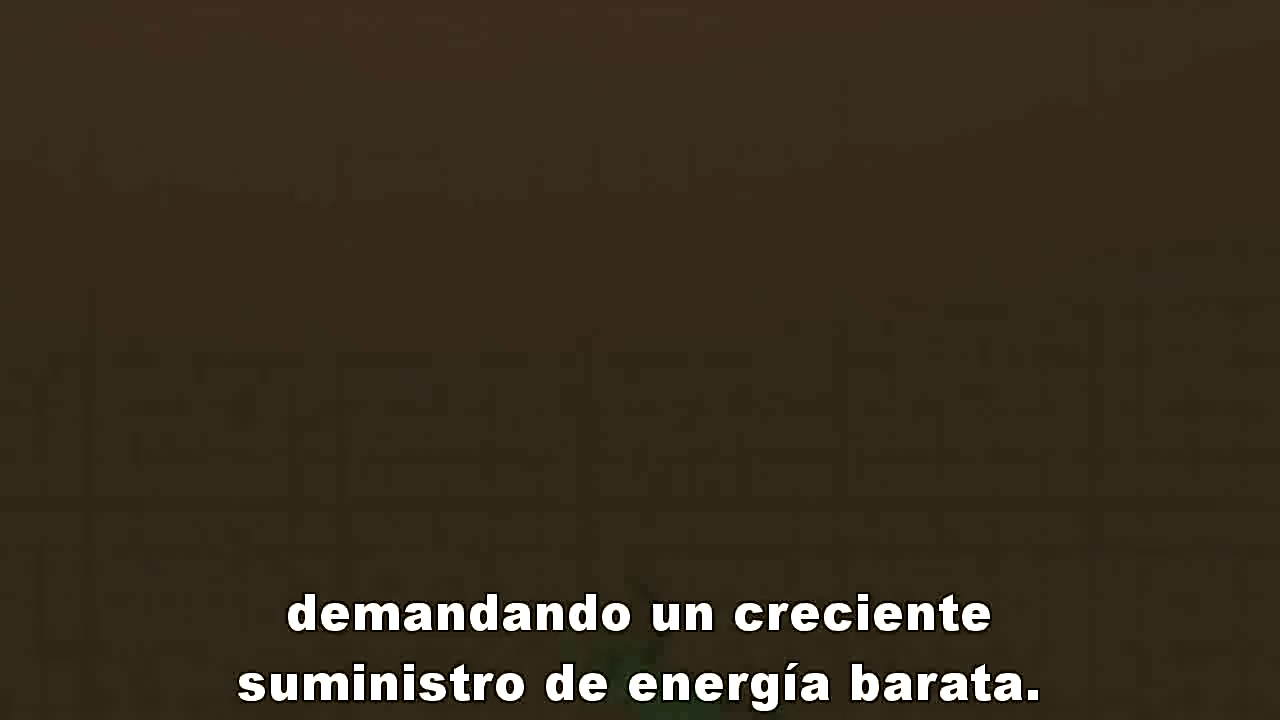 demandando un creciente
suministro de energía barata.